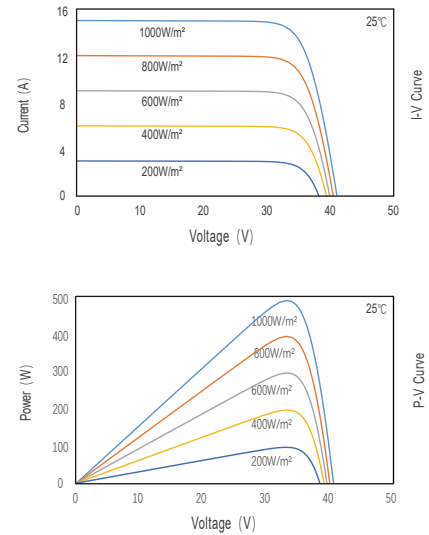 16
25℃
1000W/m²
12
800W/m²
Current (A)
I-V Curve
600W/m²
8
400W/m²
4
200W/m²
0
0 10 20 30 40 50
Voltage (V)
500
25℃
1000W/m²
400
800W/m²
300
600W/m²
Power (W)
P-V Curve
200
400W/m²
100
200W/m²
0
0 10 20 30 40 50
Voltage (V)